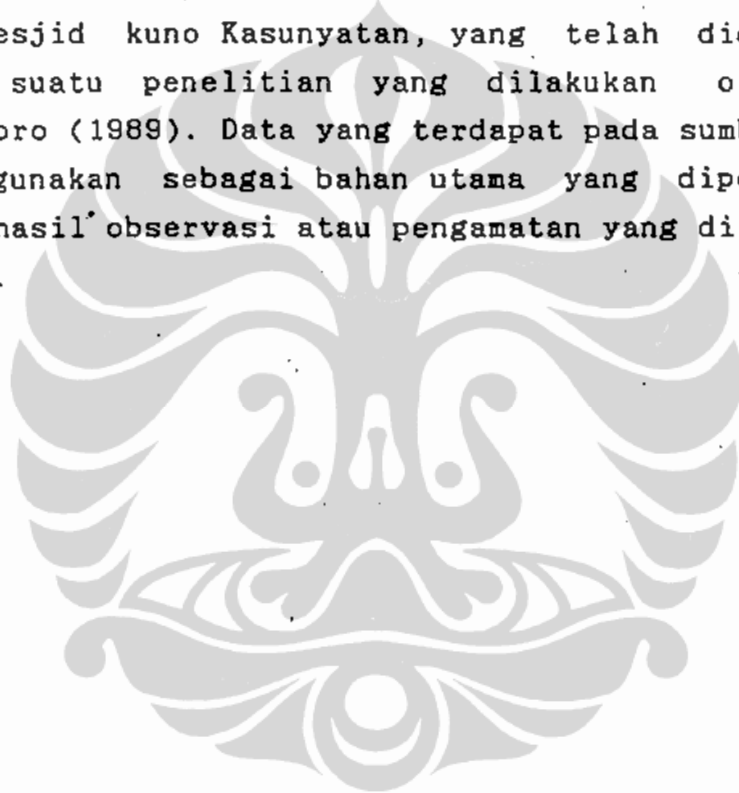 esjid kuno Kasunyatan, yang telah di
suatu penelitian yang dilakukan o
oro (1989). Data yang terdapat pada sum
gunakan sebagai bahan utama yang dip
hasil observasi atau pengamatan yang di